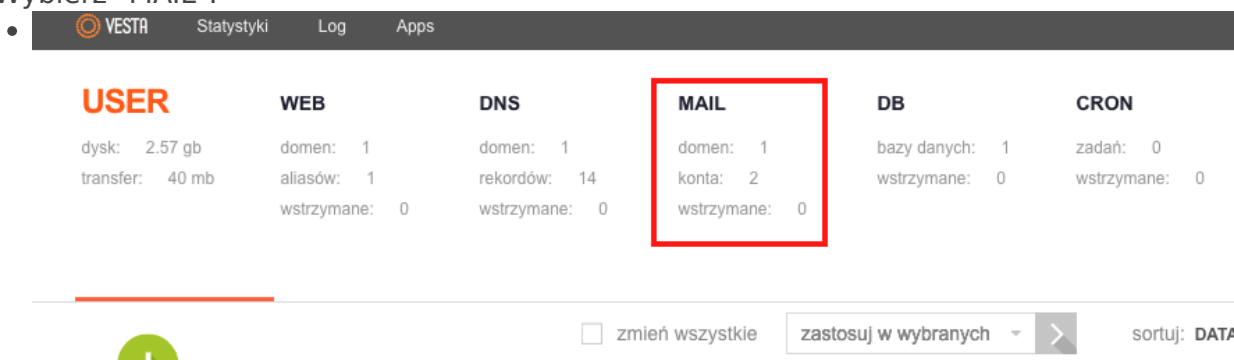 VESTA Statystyki Log Apps
USER WEB DNS MAIL DB CRON
dysk: 2.57 gb domen: 1 domen: 1 domen: 1 bazy danych: 1 zadań: 0
transfer: 40 mb aliasów: 1 rekordów: 14 konta: 2 wstrzymane: 0 wstrzymane: 0
wstrzymane: 0 wstrzymane: 0 wstrzymane: 0
zmień wszystkie zastosuj w wybranych sortuj: DATA